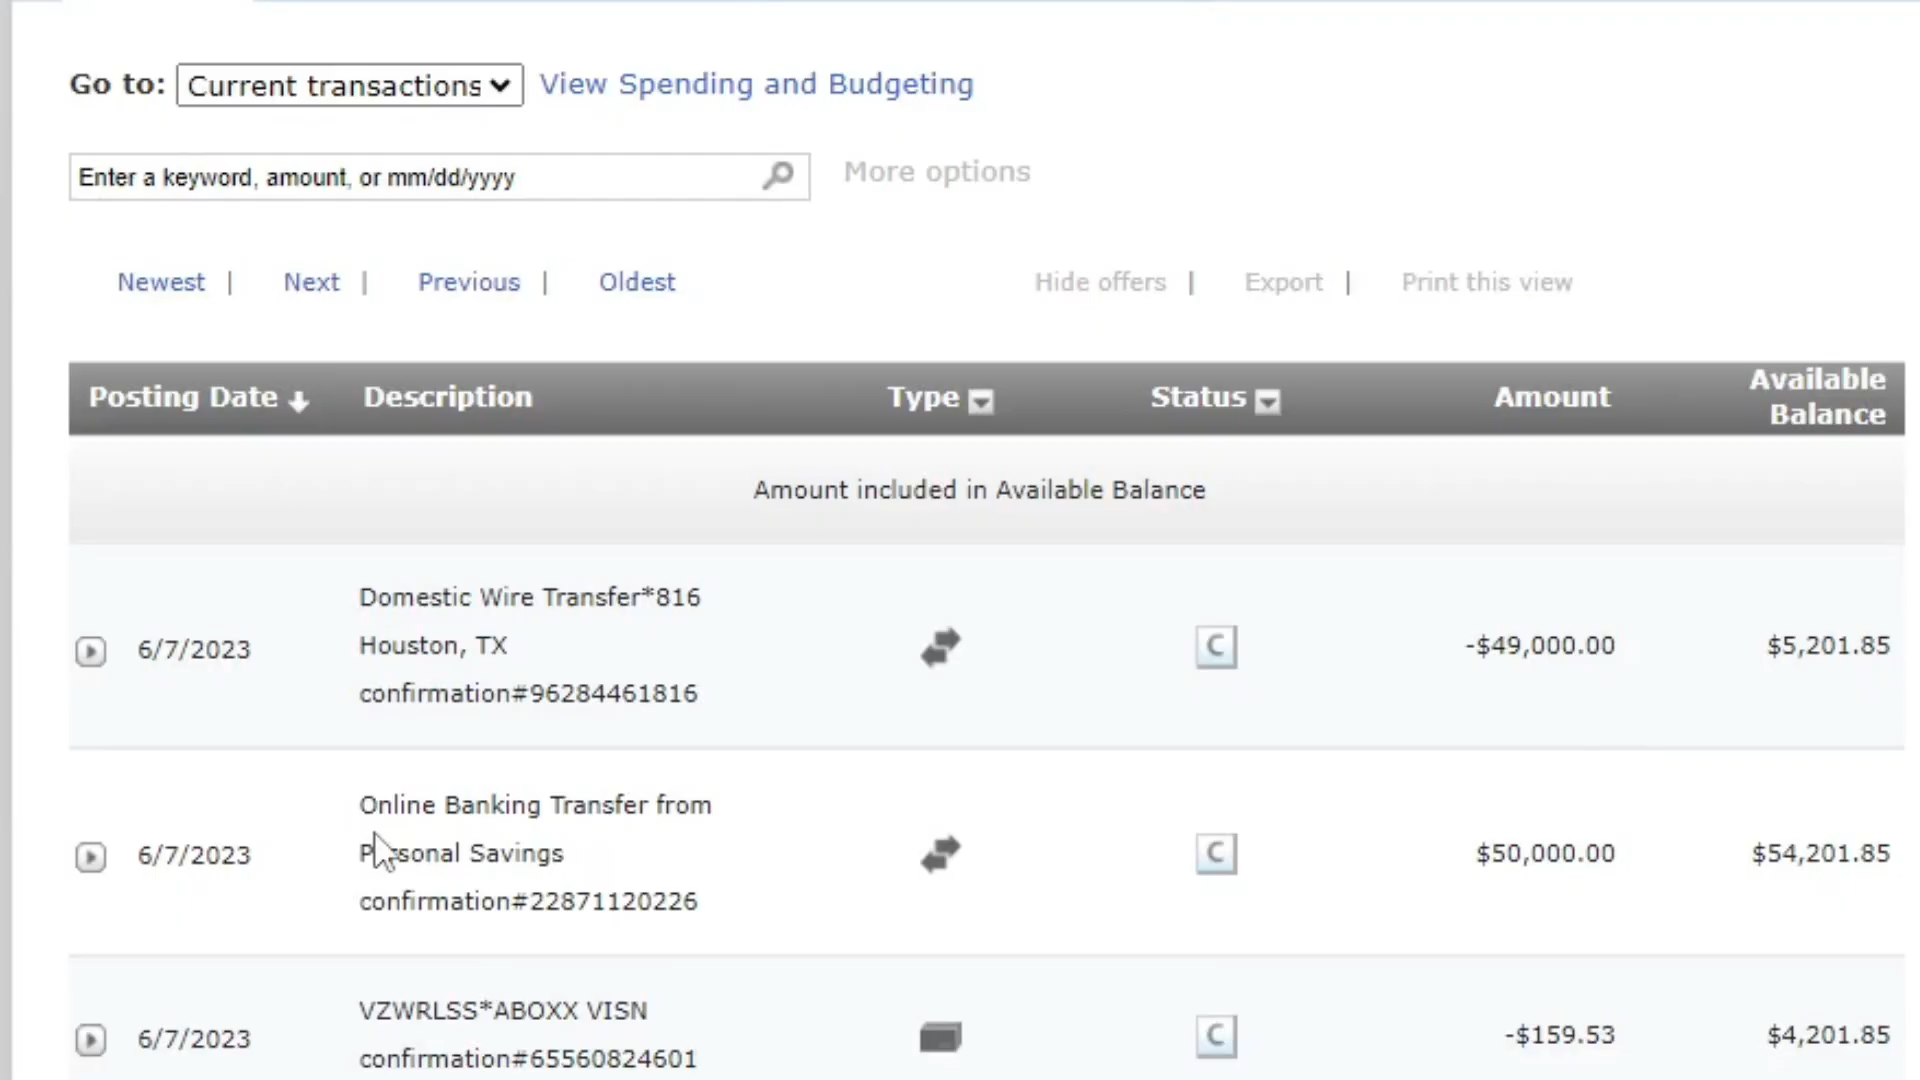 Go to: Current transactions View Spending and Budgeting
Enter a keyword, amount, or mm/dd/yyyy More options
Newest | Next | Previous | Oldest Hide offers | Export | Print this view
Posting Date Description Type Status Amount Available Balance
Amount included in Available Balance
Domestic Wire Transfer*816
6/7/2023 Houston, TX C -$49,000.00 $5,201.85
confirmation#96284461816
Online Banking Transfer from
6/7/2023 Personal Savings C $50,000.00 $54,201.85
confirmation#22871120226
VZWRLSS*ABOXX VISN
6/7/2023 C -$159.53 $4,201.85
confirmation#65560824601